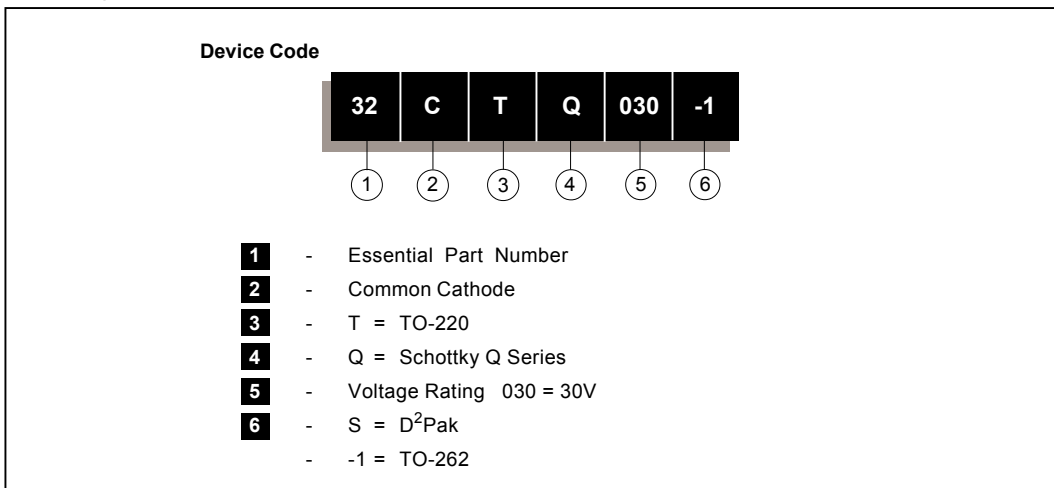 Device Code
32 C T Q 030 -1
1 2 3 4 5 6
1 - Essential Part Number
2 - Common Cathode
3 - T = TO-220
4 - Q = Schottky Q Series
5 - Voltage Rating 030 = 30V
6 - S = D²Pak
- -1 = TO-262